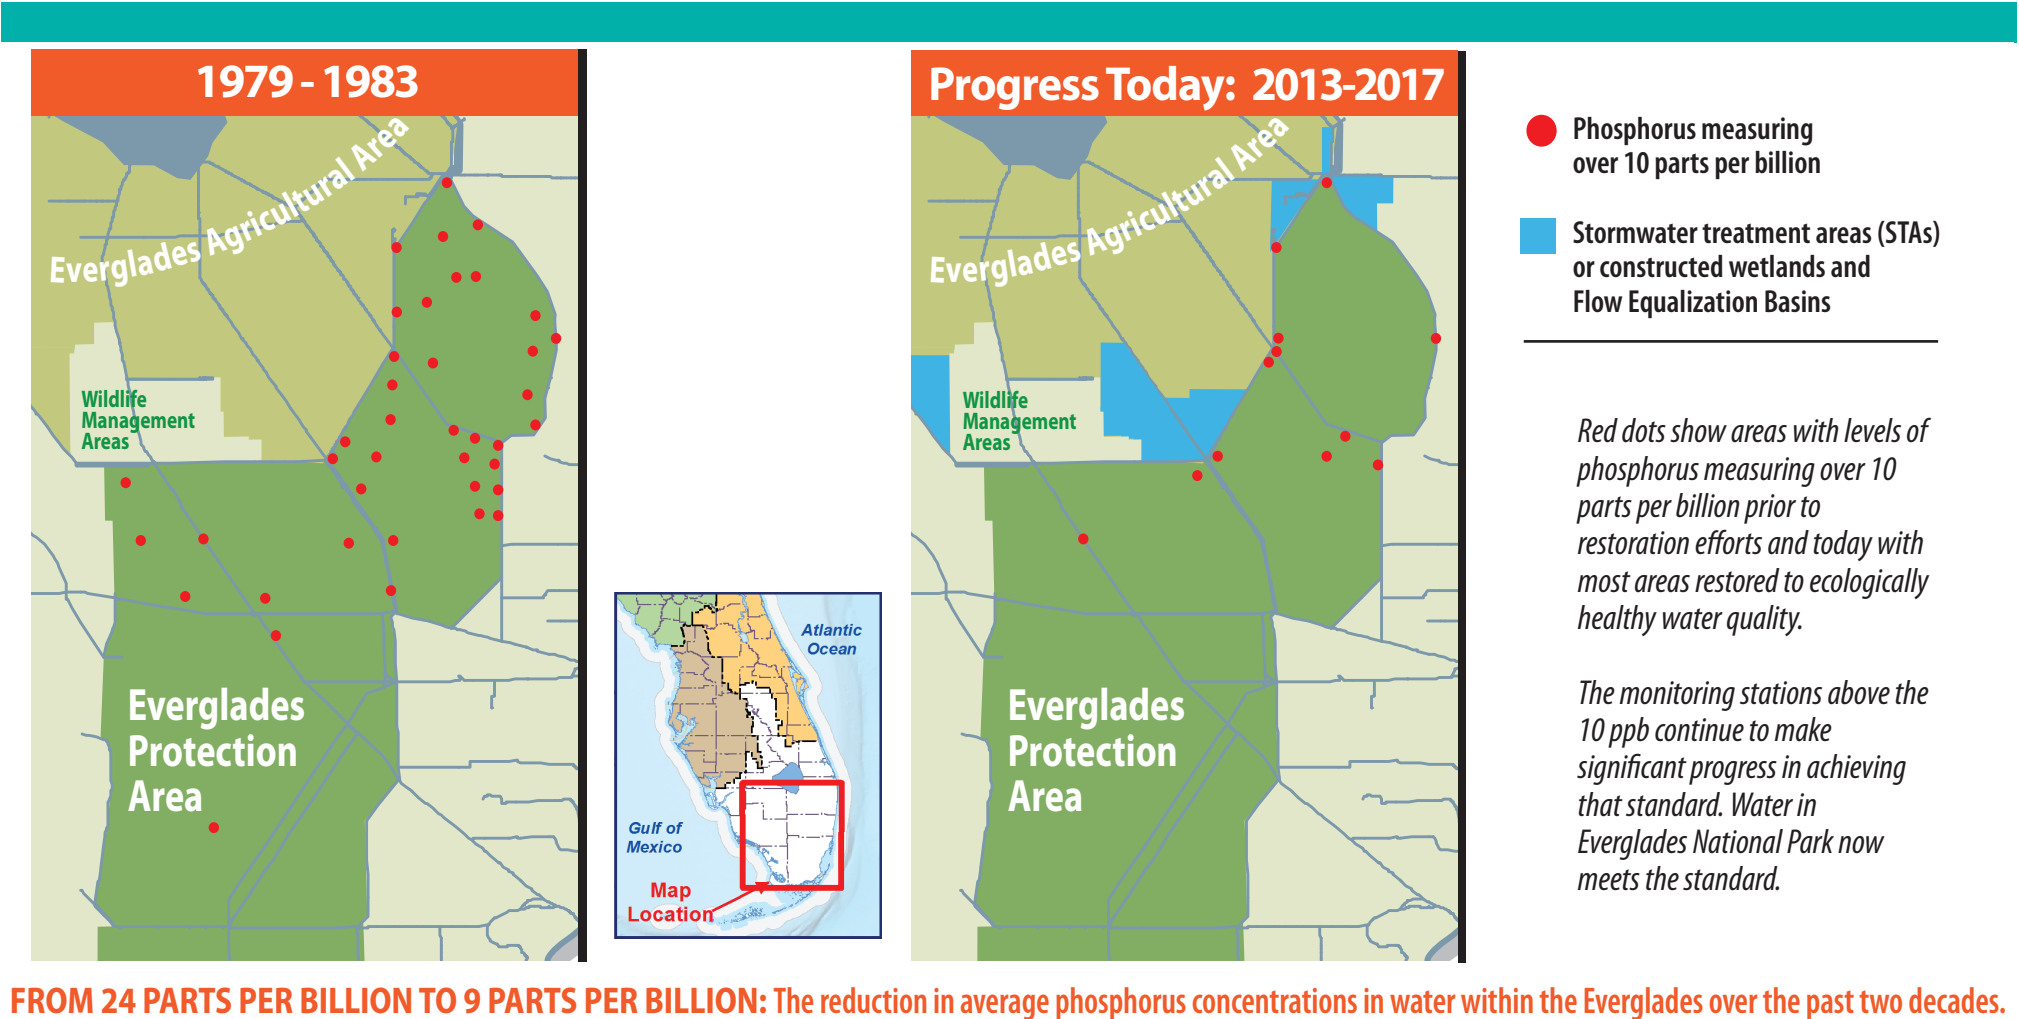 1979 - 1983
Everglades Agricultural Area
Wildlife
Management
Areas
Everglades
Protection
Area
Atlantic
Ocean
Gulf of
Mexico
Map
Location
Progress Today: 2013-2017
Everglades Agricultural Area
Wildlife
Management
Areas
Everglades
Protection
Area
Phosphorus measuring
over 10 parts per billion
Stormwater treatment areas (STAs)
or constructed wetlands and
Flow Equalization Basins
Red dots show areas with levels of
phosphorus measuring over 10
parts per billion prior to
restoration efforts and today with
most areas restored to ecologically
healthy water quality.
The monitoring stations above the
10 ppb continue to make
significant progress in achieving
that standard. Water in
Everglades National Park now
meets the standard.
FROM 24 PARTS PER BILLION TO 9 PARTS PER BILLION: The reduction in average phosphorus concentrations in water within the Everglades over the past two decades.